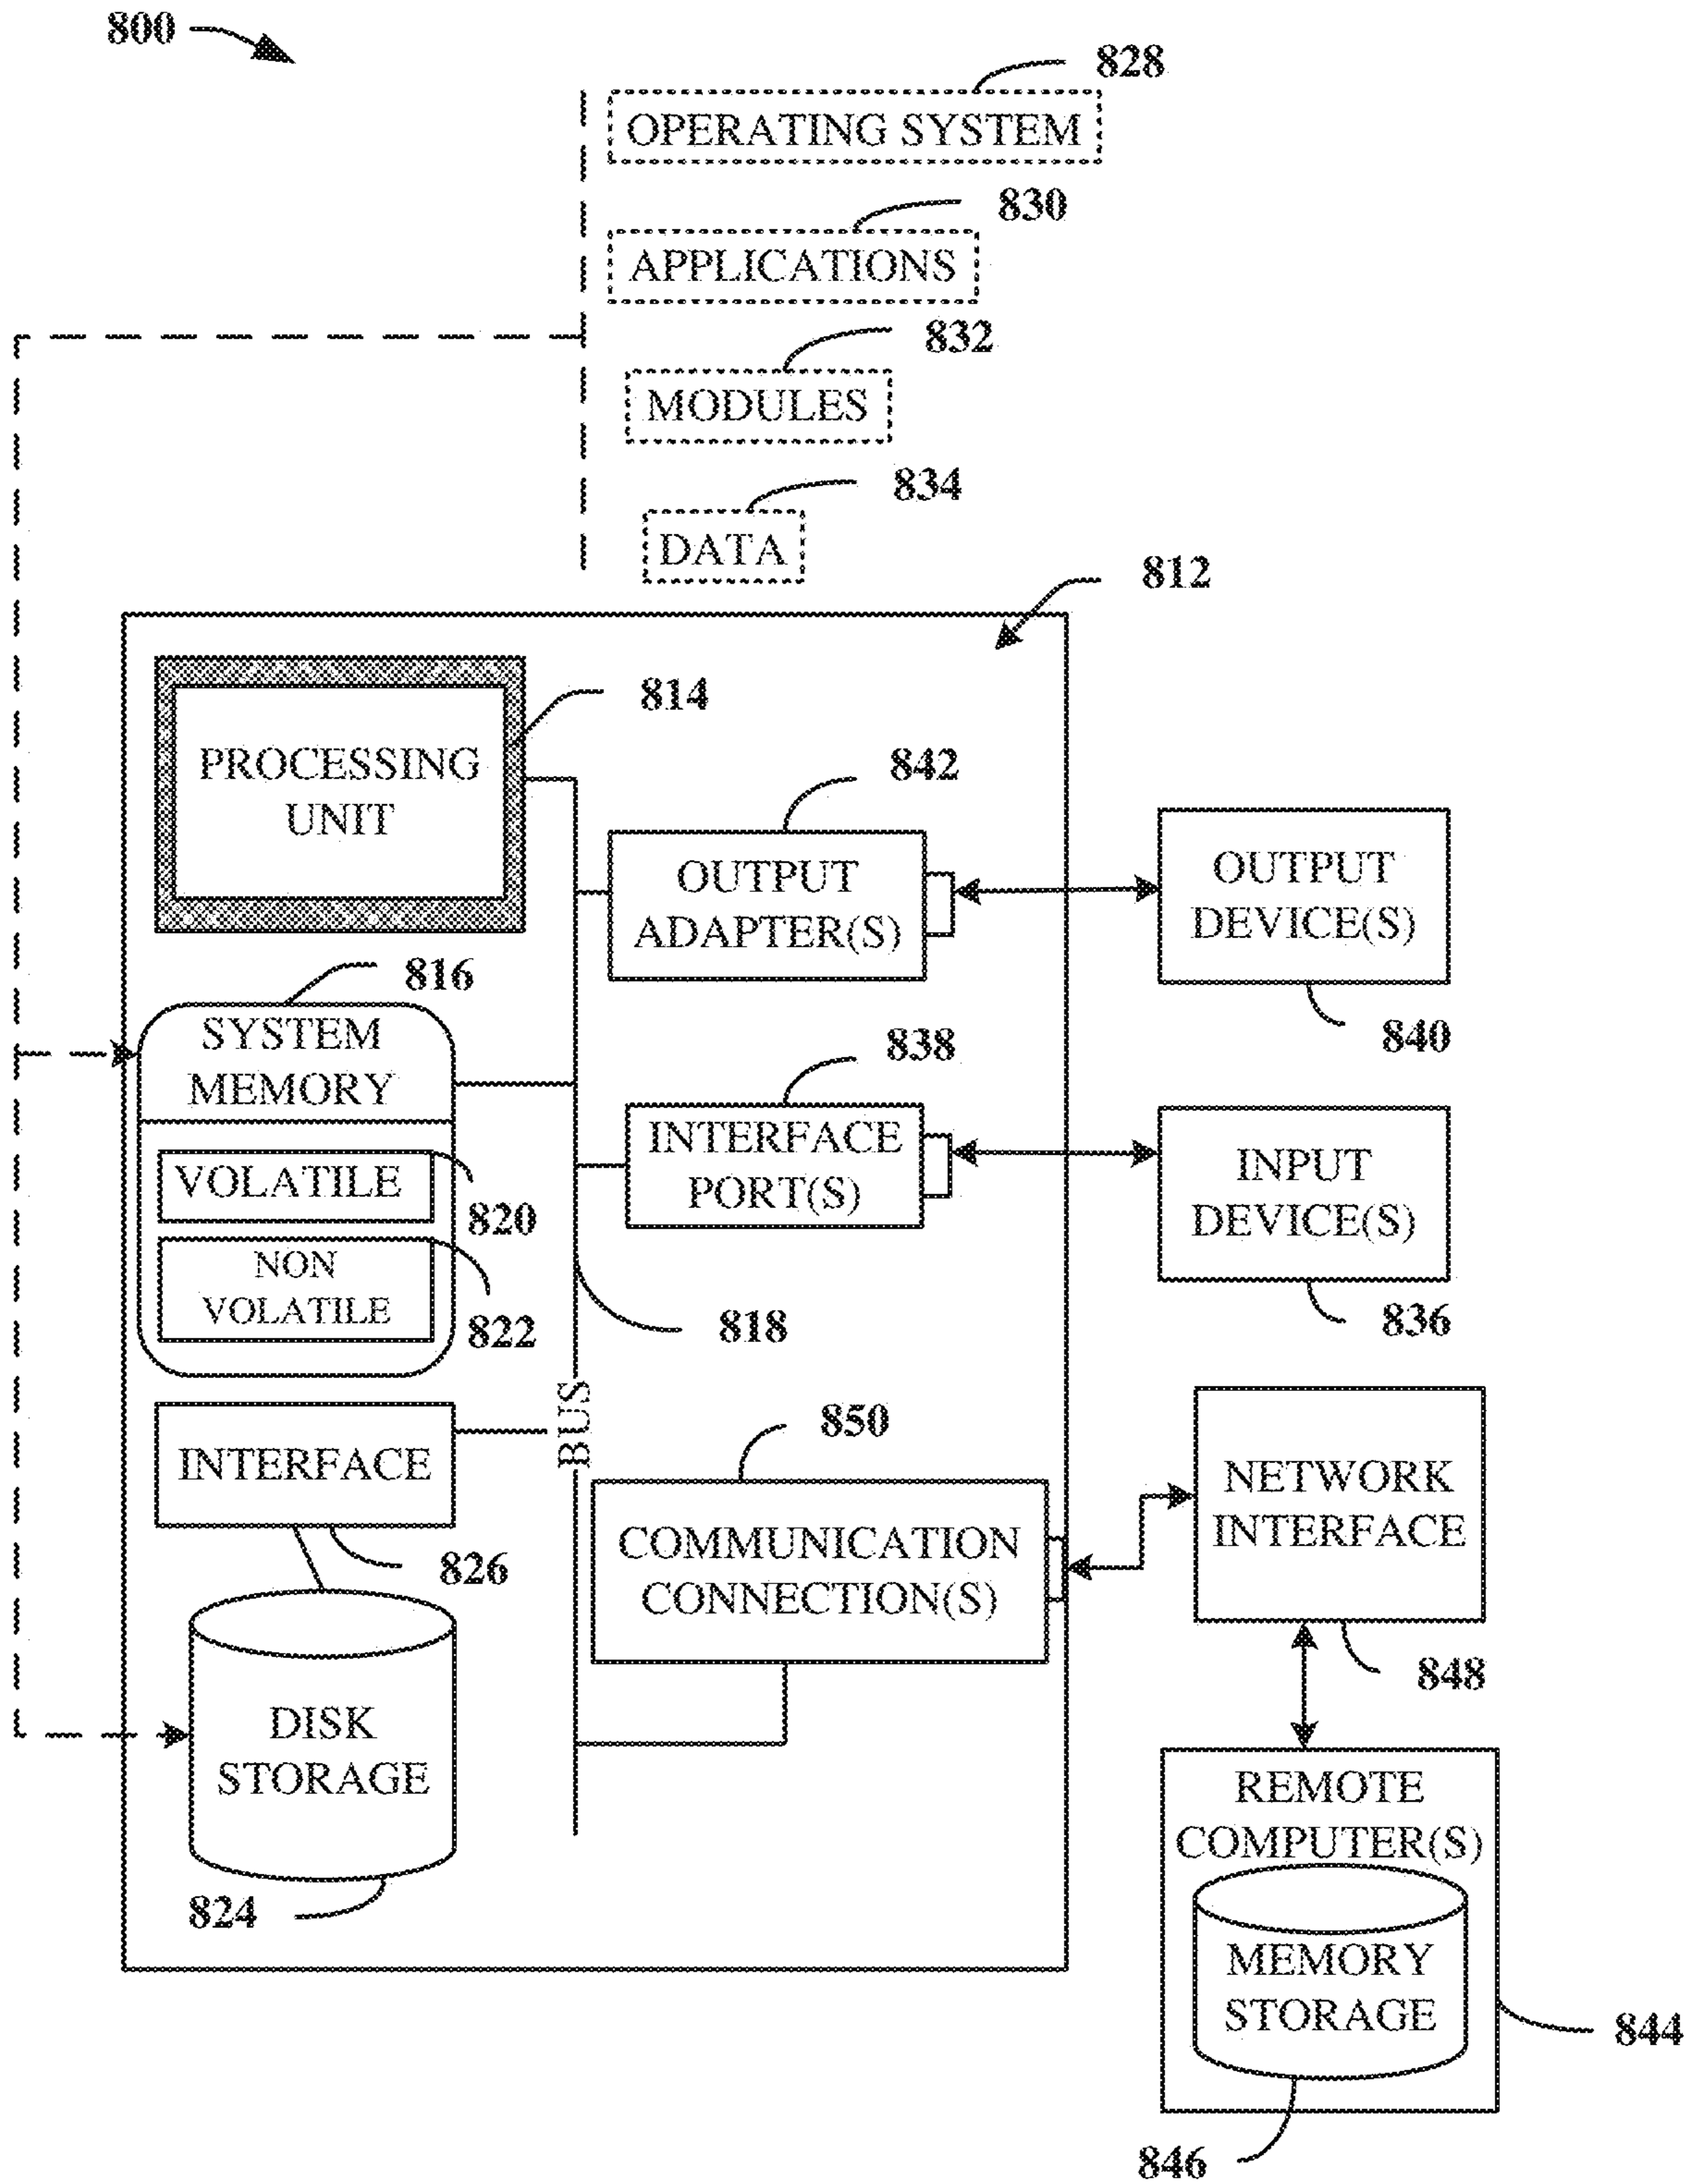 800
828
OPERATING SYSTEM
830
APPLICATIONS
832
MODULES
834
DATA
812
814
PROCESSING
UNIT
842
OUTPUT
ADAPTER(S)
OUTPUT
DEVICE(S)
840
816
SYSTEM
MEMORY
VOLATILE
820
NON
VOLATILE
822
838
INTERFACE
PORT(S)
INPUT
DEVICE(S)
836
818
BUS
INTERFACE
826
850
COMMUNICATION
CONNECTION(S)
NETWORK
INTERFACE
848
DISK
STORAGE
824
REMOTE
COMPUTER(S)
MEMORY
STORAGE
844
846